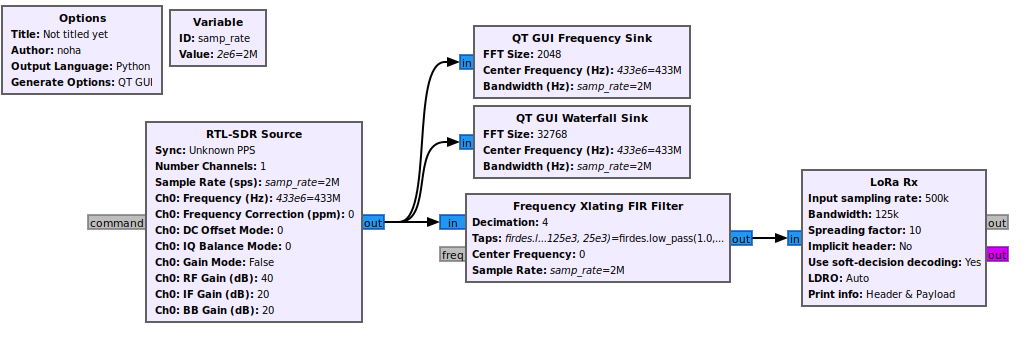 Options
Title: Not titled yet
Author: noha
Output Language: Python
Generate Options: QT GUI
Variable
ID: samp_rate
Value: 2e6=2M
QT GUI Frequency Sink
FFT Size: 2048
Center Frequency (Hz): 433e6=433M
Bandwidth (Hz): samp_rate=2M
in
QT GUI Waterfall Sink
FFT Size: 32768
Center Frequency (Hz): 433e6=433M
Bandwidth (Hz): samp_rate=2M
in
RTL-SDR Source
Sync: Unknown PPS
Number Channels: 1
Sample Rate (sps): samp_rate=2M
Ch0: Frequency (Hz): 433e6=433M
Ch0: Frequency Correction (ppm): 0
Ch0: DC Offset Mode: 0
Ch0: IQ Balance Mode: 0
Ch0: Gain Mode: False
Ch0: RF Gain (dB): 40
Ch0: IF Gain (dB): 20
Ch0: BB Gain (dB): 20
command
out
Frequency Xlating FIR Filter
Decimation: 4
Taps: firdes.l...125e3, 25e3)=firdes.low_pass(1.0,...
Center Frequency: 0
Sample Rate: samp_rate=2M
in
freq
out
LoRa Rx
Input sampling rate: 500k
Bandwidth: 125k
Spreading factor: 10
Implicit header: No
Use soft-decision decoding: Yes
LDRO: Auto
Print info: Header & Payload
in
out
out